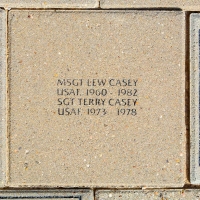 MSGT LEW CASEY
USAF 1960 - 1982
SGT TERRY CASEY
USAF 1973 - 1978